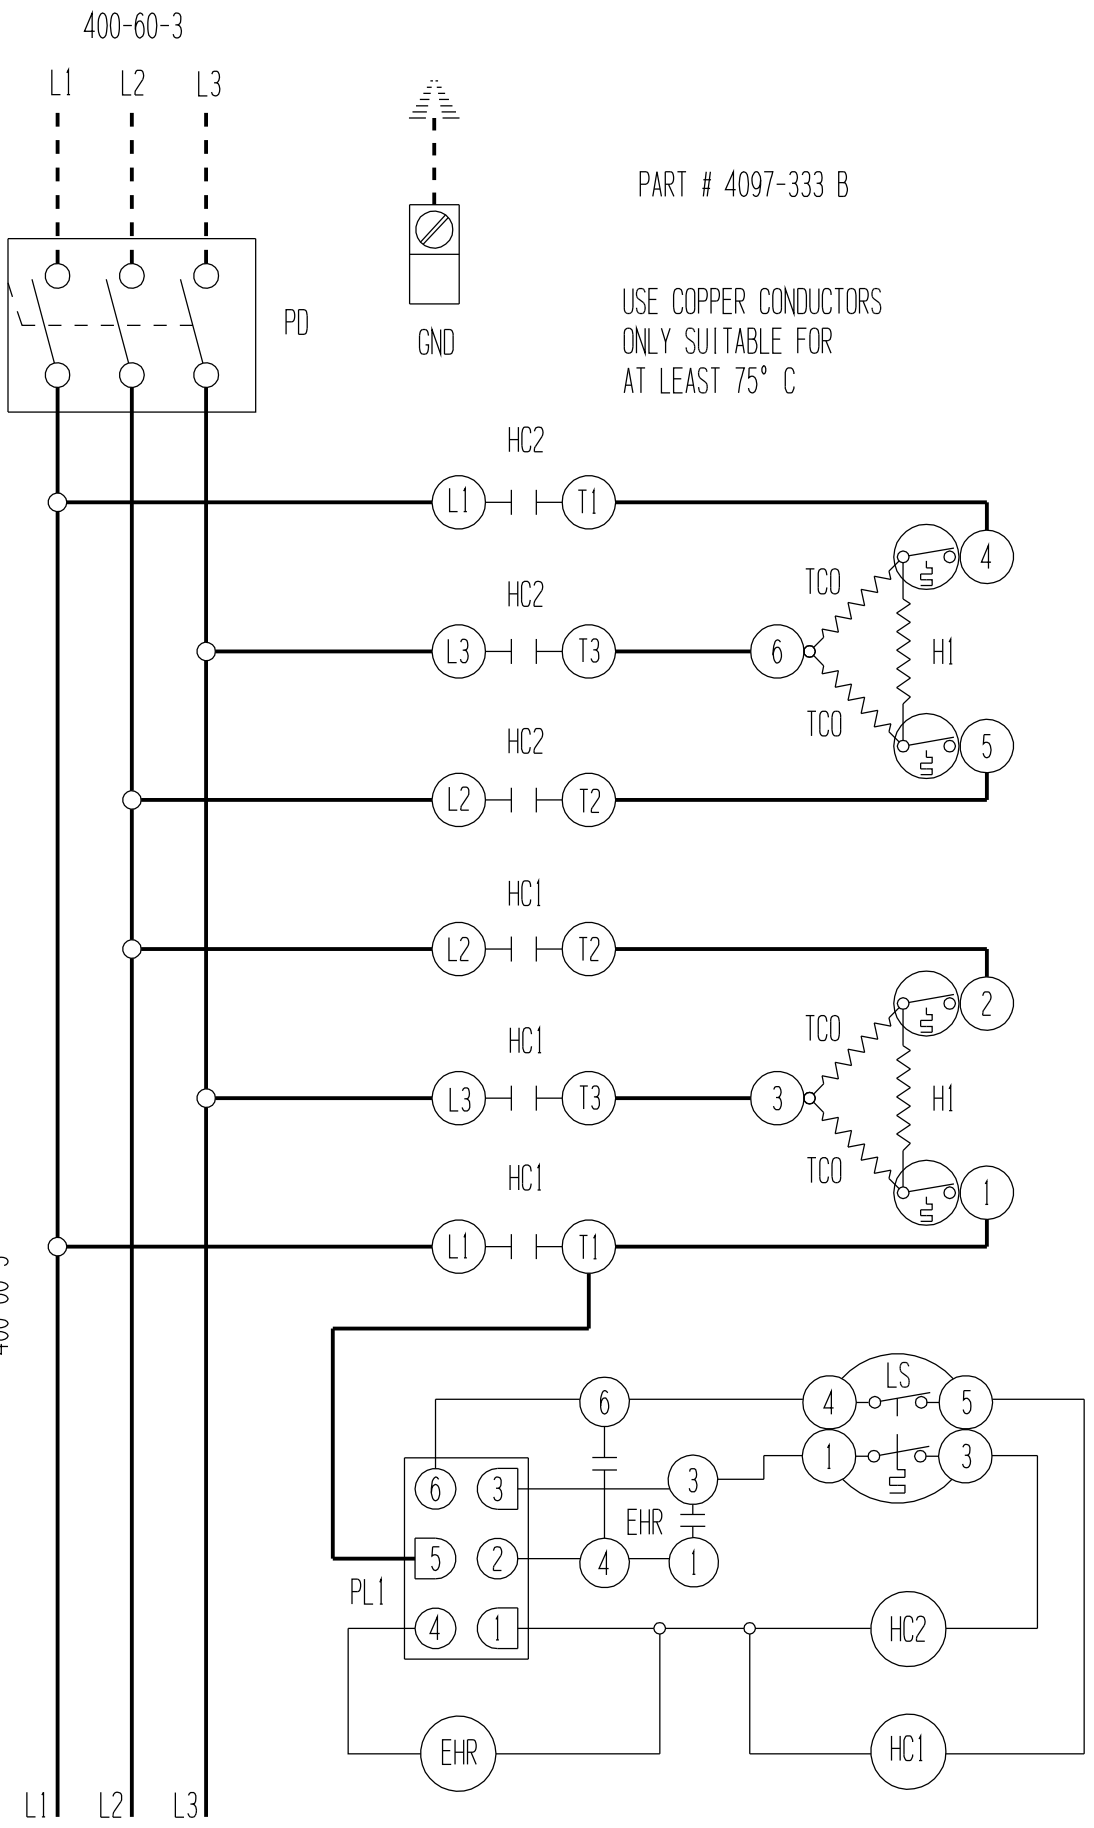 400-60-3
L1 L2 L3
PART # 4097-333 B
PD
GND
USE COPPER CONDUCTORS
ONLY SUITABLE FOR
AT LEAST 75° C
HC2
L1 T1
4
TCO
HC2
L3 T3 6
H1
TCO
HC2
5
L2 T2
HC1
L2 T2
2
TCO
HC1
L3 T3 3
H1
TCO
HC1
1
L1 T1
LS
6 4 5
1 3
6 3 3
EHR
5 2 4 1
PL1
4 1 HC2
EHR HC1
L1 L2 L3